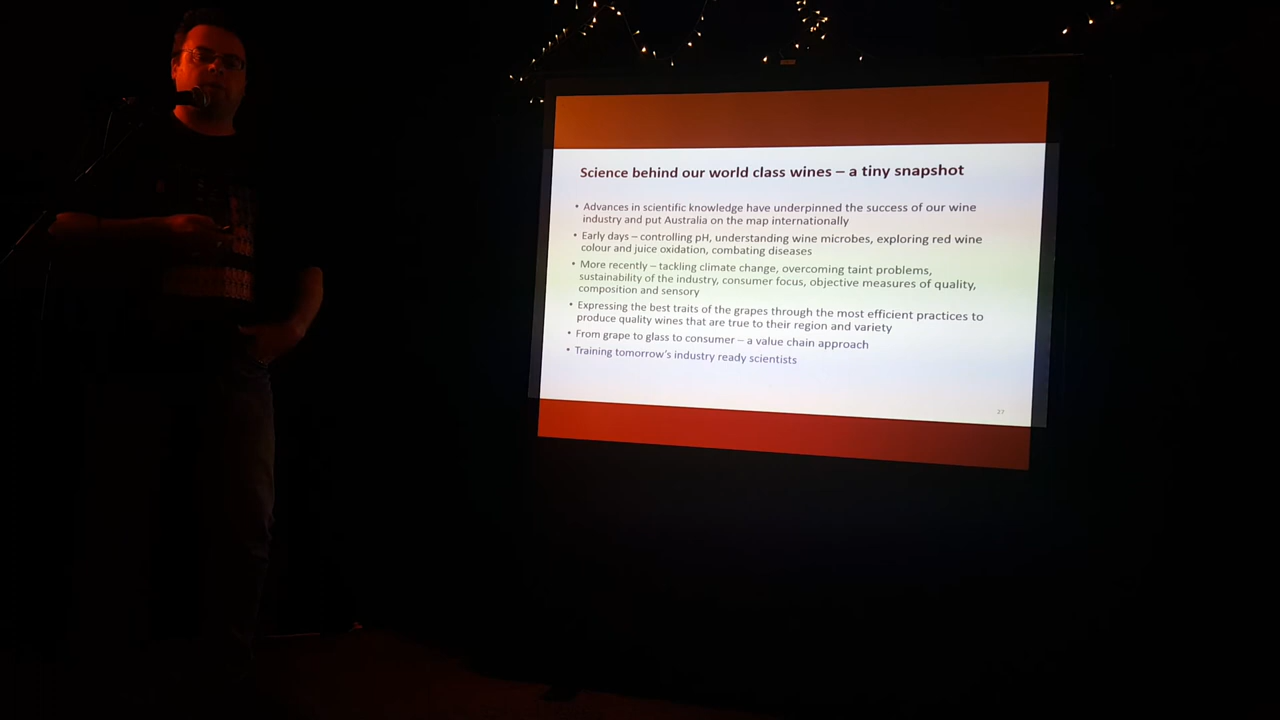 Science behind our world class wines – a tiny snapshot
• Advances in scientific knowledge have underpinned the success of our wine
industry and put Australia on the map internationally
• Early days – controlling pH, understanding wine microbes, exploring red wine
colour and juice oxidation, combating diseases
• More recently – tackling climate change, overcoming taint problems,
sustainability of the industry, consumer focus, objective measures of quality,
composition and sensory
• Expressing the best traits of the grapes through the most efficient practices to
produce quality wines that are true to their region and variety
• From grape to glass to consumer – a value chain approach
• Training tomorrow's industry ready scientists
27